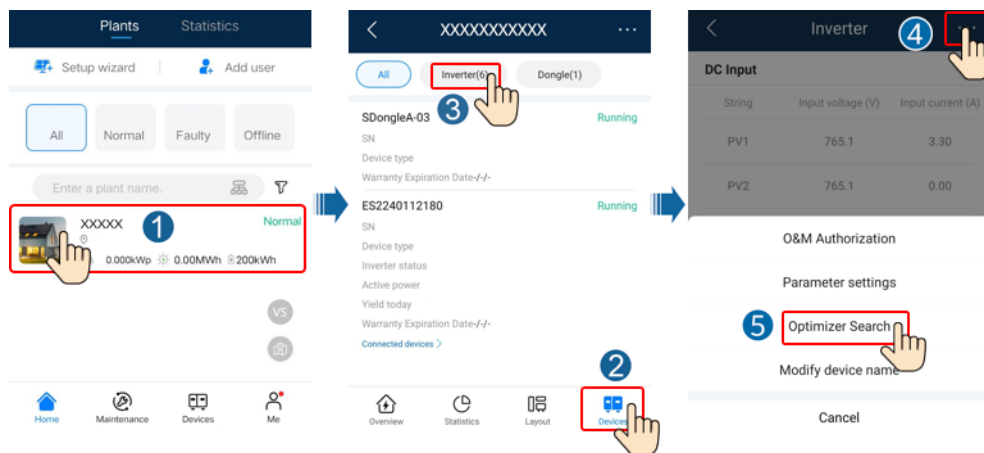 Plants Statistics
Setup wizard Add user
All Normal Faulty Offline
Enter a plant name.
XXXXX 1 Normal
0.000kWp 0.00MWh 200kWh
VS
Home Maintenance Devices Me
XXXXXXXXXXX
All Inverter(6) Dongle(1)
3
SDongleA-03 Running
SN
Device type
Warranty Expiration Date-/-/-
ES2240112180 Running
SN
Device type
Inverter status
Active power
Yield today
Warranty Expiration Date-/-/-
Connected devices >
2
Overview Statistics Layout Devices
Inverter 4
DC Input
String Input voltage (V) Input current (A)
PV1 765.1 3.30
PV2 765.1 0.00
O&M Authorization
Parameter settings
5 Optimizer Search
Modify device name
Cancel